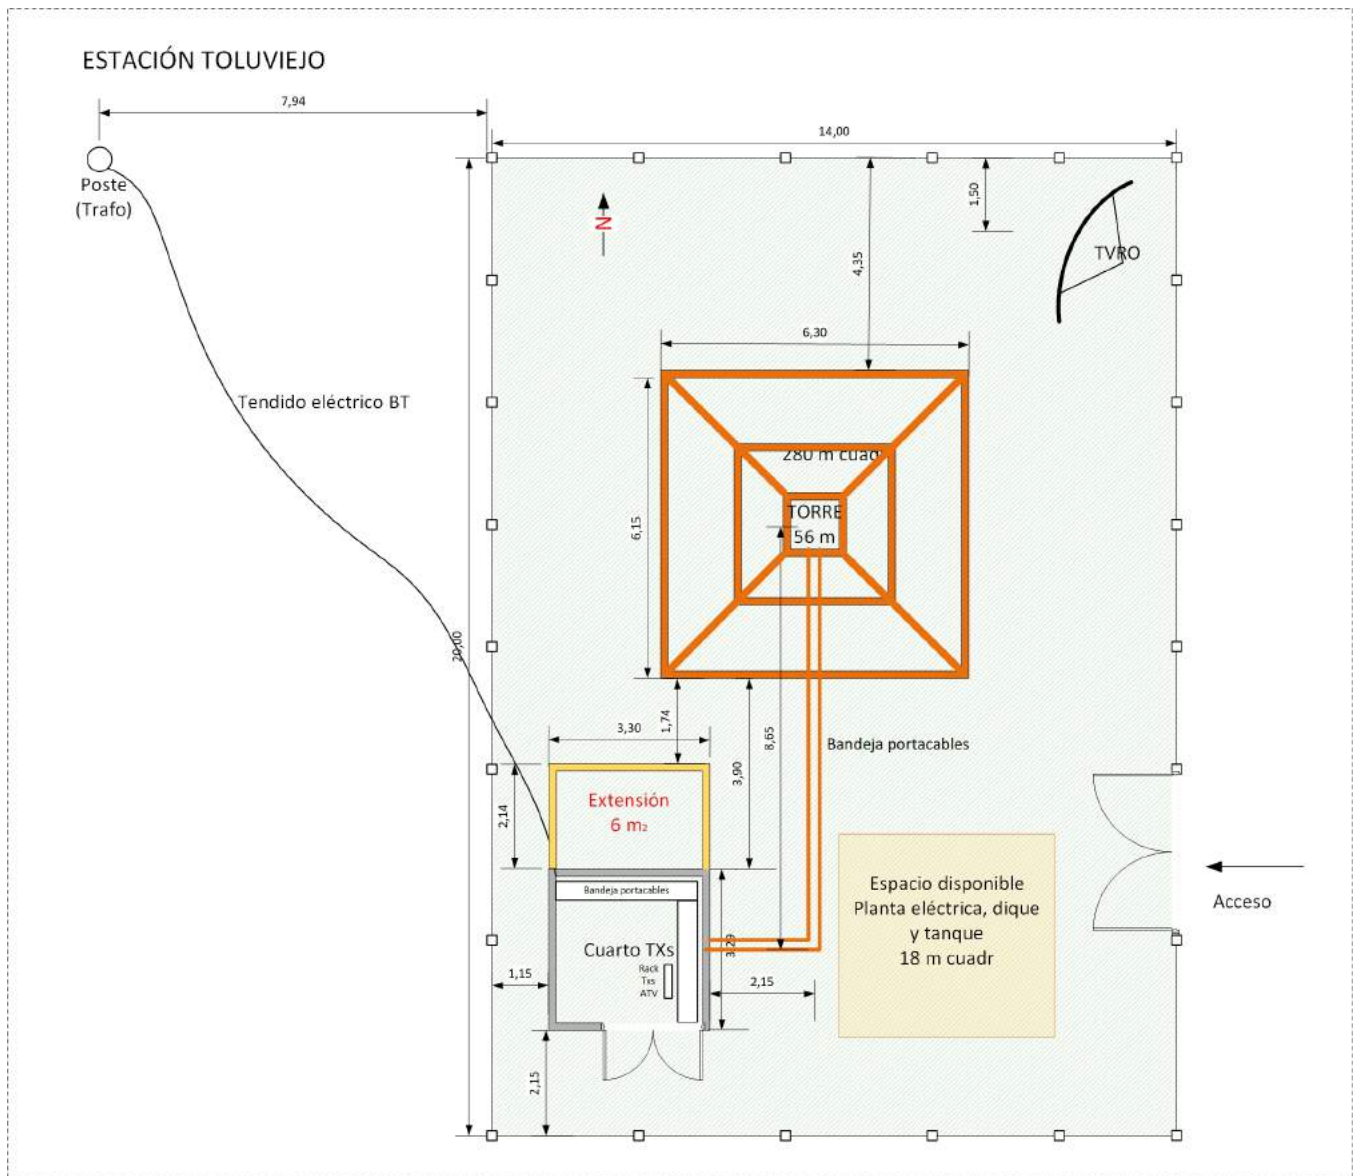 ESTACIÓN TOLUVIEJO
7,94
14,00
Poste
(Trafo)
N
1,50
TVRO
4,35
6,30
Tendido eléctrico BT
280 m cuad
TORRE
56 m
6,15
20,00
1,74
3,30
8,65
Bandeja portacables
3,90
2,14
Extensión
6 m2
Bandeja portacables
Espacio disponible
Planta eléctrica, dique
y tanque
18 m cuadr
Acceso
Cuarto TXs
3,29
Rack
Txs
ATV
1,15
2,15
2,15